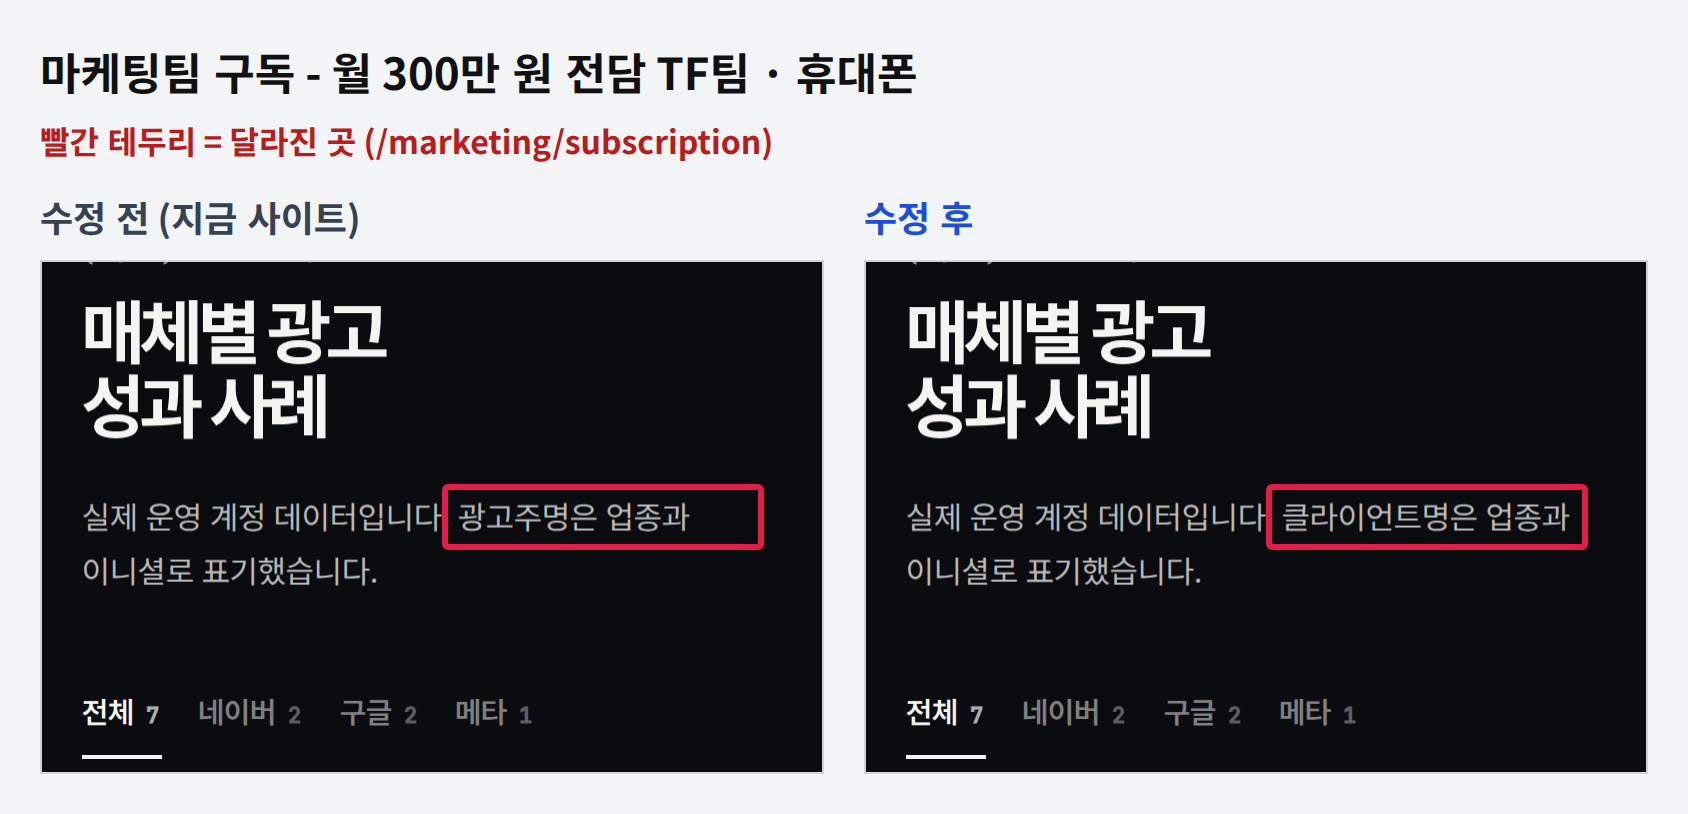 마케팅팀 구독 - 월 300만 원 전담 TF팀 · 휴대폰
빨간 테두리 = 달라진 곳 (/marketing/subscription)
수정 전 (지금 사이트)
매체별 광고
성과 사례
실제 운영 계정 데이터입니다 광고주명은 업종과
이니셜로 표기했습니다.
전체 7 네이버 2 구글 2 메타 1
수정 후
매체별 광고
성과 사례
실제 운영 계정 데이터입니다 클라이언트명은 업종과
이니셜로 표기했습니다.
전체 7 네이버 2 구글 2 메타 1